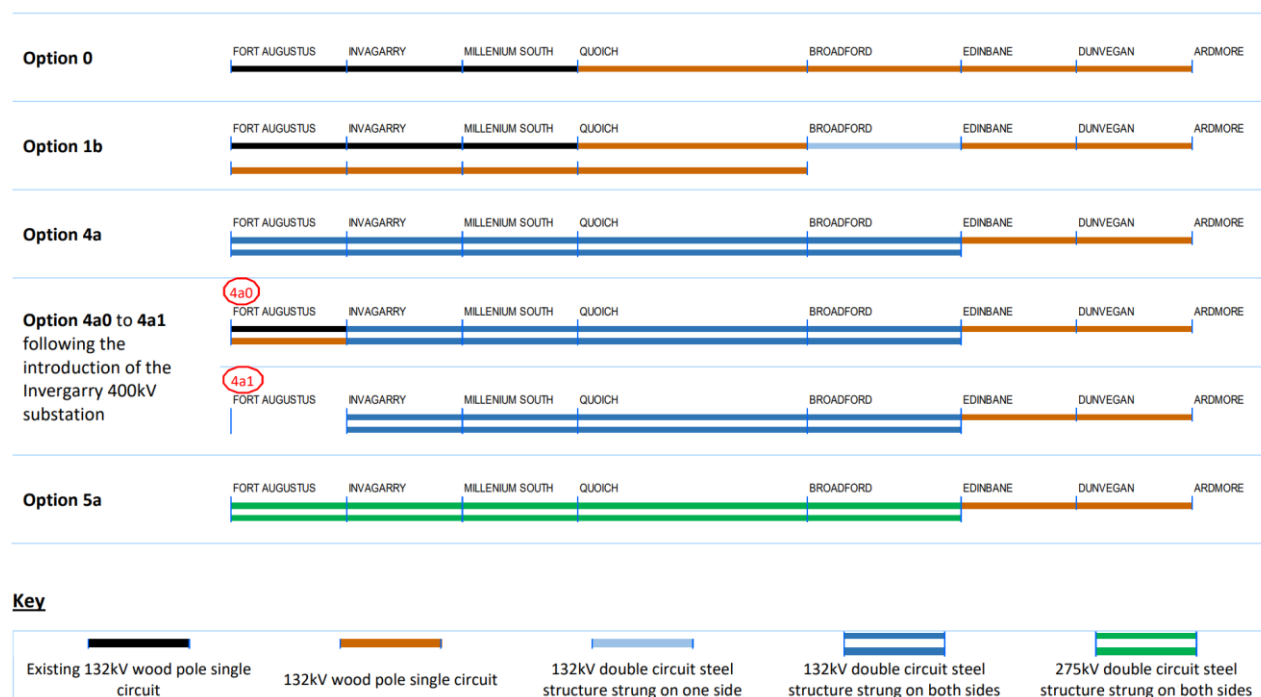 Option 0
FORT AUGUSTUS INVAGARRY MILLENIUM SOUTH QUOICH BROADFORD EDINBANE DUNVEGAN ARDMORE
Option 1b
FORT AUGUSTUS INVAGARRY MILLENIUM SOUTH QUOICH BROADFORD EDINBANE DUNVEGAN ARDMORE
Option 4a
FORT AUGUSTUS INVAGARRY MILLENIUM SOUTH QUOICH BROADFORD EDINBANE DUNVEGAN ARDMORE
Option 4a0 to 4a1
following the
introduction of the
Invergarry 400kV
substation
4a0
FORT AUGUSTUS INVAGARRY MILLENIUM SOUTH QUOICH BROADFORD EDINBANE DUNVEGAN ARDMORE
4a1
FORT AUGUSTUS INVAGARRY MILLENIUM SOUTH QUOICH BROADFORD EDINBANE DUNVEGAN ARDMORE
Option 5a
FORT AUGUSTUS INVAGARRY MILLENIUM SOUTH QUOICH BROADFORD EDINBANE DUNVEGAN ARDMORE
Key
Existing 132kV wood pole single
circuit
132kV wood pole single circuit
132kV double circuit steel
structure strung on one side
132kV double circuit steel
structure strung on both sides
275kV double circuit steel
structure strung on both sides